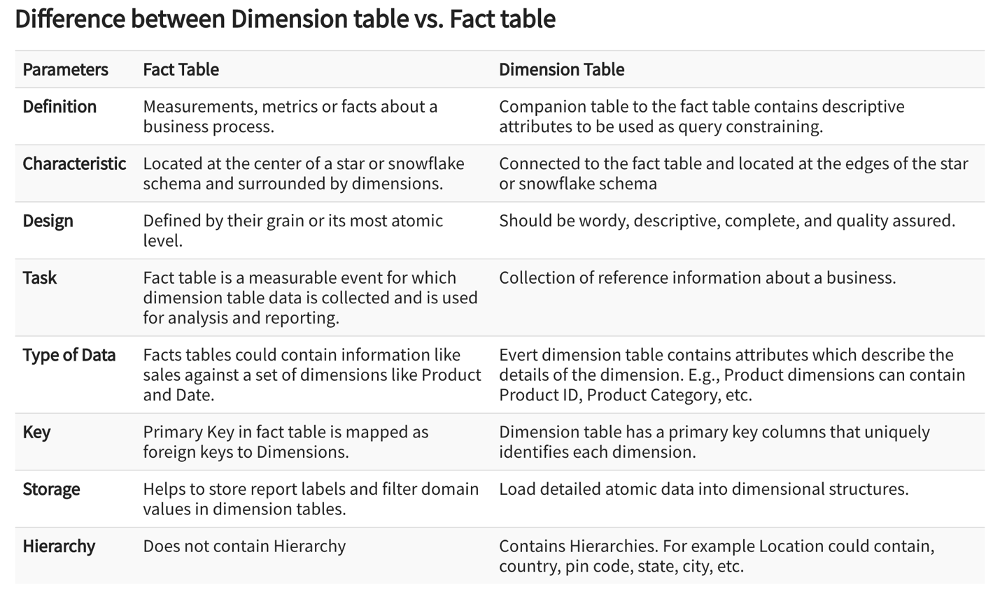 Difference between Dimension table vs. Fact table
Parameters Fact Table Dimension Table
Definition Measurements, metrics or facts about a Companion table to the fact table contains descriptive
business process. attributes to be used as query constraining.
Characteristic Located at the center of a star or snowflake Connected to the fact table and located at the edges of the star
schema and surrounded by dimensions. or snowflake schema
Design Defined by their grain or its most atomic Should be wordy, descriptive, complete, and quality assured.
level.
Task Fact table is a measurable event for which Collection of reference information about a business.
dimension table data is collected and is used
for analysis and reporting.
Type of Data Facts tables could contain information like Evert dimension table contains attributes which describe the
sales against a set of dimensions like Product details of the dimension. E.g., Product dimensions can contain
and Date. Product ID, Product Category, etc.
Key Primary Key in fact table is mapped as Dimension table has a primary key columns that uniquely
foreign keys to Dimensions. identifies each dimension.
Storage Helps to store report labels and filter domain Load detailed atomic data into dimensional structures.
values in dimension tables.
Hierarchy Does not contain Hierarchy Contains Hierarchies. For example Location could contain,
country, pin code, state, city, etc.